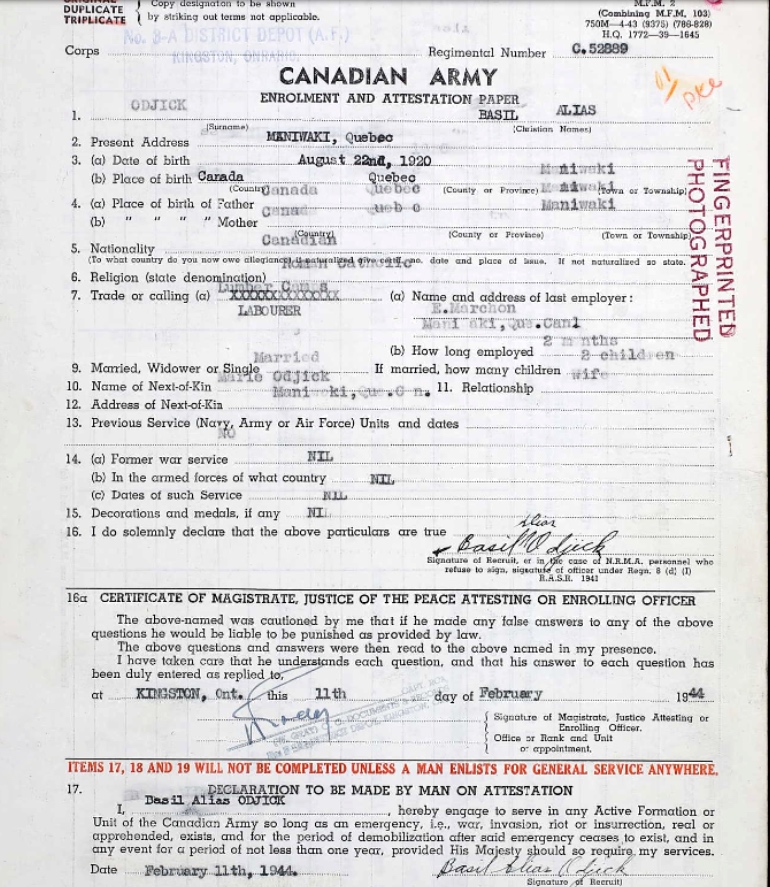 ORIGINAL
DUPLICATE
TRIPLICATE
Copy designation to be shown
by striking out terms not applicable.
M.F.M. 2
(Combining M.F.M. 103)
750M—4-43 (9375) (786-828)
H.Q. 1772—39—1645
No. 3-A DISTRICT DEPOT (A.F.)
KINGSTON, ONTARIO.
Corps
Regimental Number C.52889
CANADIAN ARMY
ENROLMENT AND ATTESTATION PAPER
1. ODJICK BASIL ALIAS
(Surname) (Christian Names)
2. Present Address MANIWAKI, Quebec
3. (a) Date of birth August 22nd, 1920
(b) Place of birth Canada Quebec Maniwaki
(Country) (County or Province) (Town or Township)
4. (a) Place of Birth of Father Canada Quebec Maniwaki
(b) " " " " Mother Canad ueb c Maniwaki
(Country) (County or Province) (Town or Township)
5. Nationality Canadian
(To what country do you now owe allegiance) if naturalized give certif. no. date and place of issue. If not naturalized so state.
6. Religion (state denomination) Roman Catholic
7. Trade or calling (a) XXXXXXXXXXXXX
LABOURER
(a) Name and address of last employer:
E.Marchon
Mani aki,Que.Can
(b) How long employed 2 m nths
9. Married, Widower or Single Married If married, how many children 2 children
10. Name of Next-of-Kin Marie Odjick 11. Relationship wife
12. Address of Next-of-Kin Maniwaki,Que.C n.
13. Previous Service (Navy, Army or Air Force) Units and dates
NO
14. (a) Former war service NIL
(b) In the armed forces of what country NIL
(c) Dates of such Service NIL
15. Decorations and medals, if any NI
16. I do solemnly declare that the above particulars are true
Alias
Basil Odjick
Signature of Recruit, or in the case of N.R.M.A. personnel who
refuse to sign, signature of officer under Regn. 8 (d) (I)
R.A.S.R. 1941
FINGERPRINTED
PHOTOGRAPHED
16a CERTIFICATE OF MAGISTRATE, JUSTICE OF THE PEACE ATTESTING OR ENROLLING OFFICER
The above-named was cautioned by me that if he made any false answers to any of the above
questions he would be liable to be punished as provided by law.
The above questions and answers were then read to the above named in my presence.
I have taken care that he understands each question, and that his answer to each question has
been duly entered as replied to,
at KINGSTON, Ont. this 11th day of February 1944
Signature of Magistrate, Justice Attesting or
Enrolling Officer.
Office or Rank and Unit
or appointment.
ITEMS 17, 18 AND 19 WILL NOT BE COMPLETED UNLESS A MAN ENLISTS FOR GENERAL SERVICE ANYWHERE.
17. DECLARATION TO BE MADE BY MAN ON ATTESTATION
I, Basil Alias ODJICK, hereby engage to serve in any Active Formation or
Unit of the Canadian Army so long as an emergency, i.e., war, invasion, riot or insurrection, real or
apprehended, exists, and for the period of demobilization after said emergency ceases to exist, and in
any event for a period of not less than one year, provided His Majesty should so require my services.
Date February 11th, 1944. Basil Alias Odjick
Signature of Recruit)